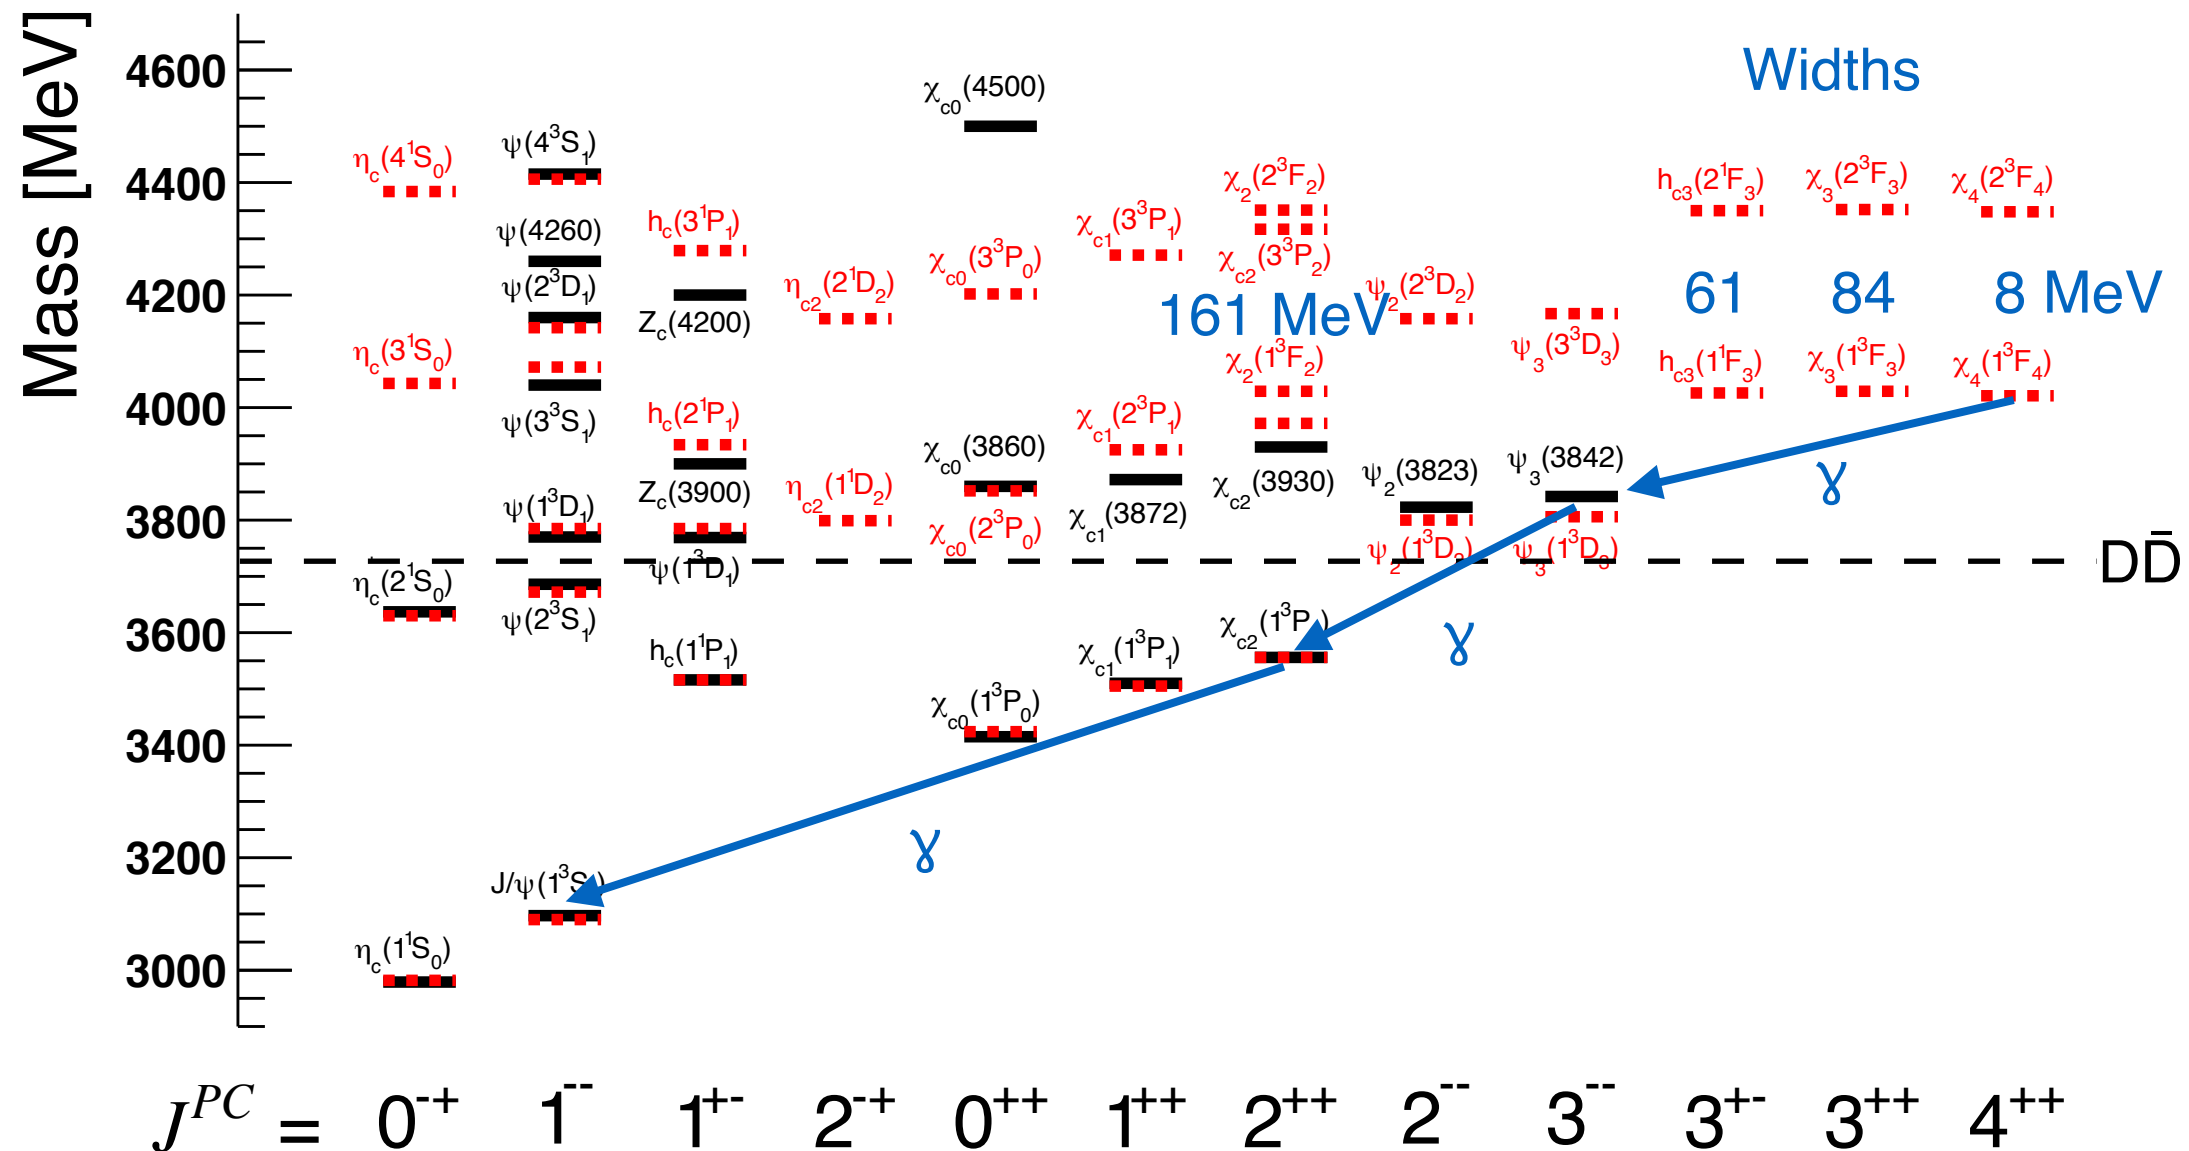 Mass [MeV]
4600
4400
4200
4000
3800
3600
3400
3200
3000
Widths
χc0(4500)
ηc(4¹S0)
ψ(4³S1)
χ2(2³F2)
hc3(2¹F3)
χ3(2³F3)
χ4(2³F4)
ψ(4260)
hc(3¹P1)
χc1(3³P1)
χc0(3³P0)
χc2(3³P2)
ψ(2³D1)
ηc2(2¹D2)
ψ2(2³D2)
161 MeV
61
84
8 MeV
Zc(4200)
ηc(3¹S0)
ψ3(3³D3)
χ2(1³F2)
hc3(1¹F3)
χ3(1³F3)
χ4(1³F4)
ψ(3³S1)
hc(2¹P1)
χc1(2³P1)
χc0(3860)
ψ3(3842)
ψ2(3823)
χc2(3930)
Zc(3900)
ηc2(1¹D2)
χc1(3872)
γ
ψ(1³D1)
χc0(2³P0)
ψ2(1³D2)
ψ3(1³D3)
DD̄
ψ(1³D1)
ηc(2¹S0)
ψ(2³S1)
χc2(1³P
γ
hc(1¹P1)
χc1(1³P1)
χc0(1³P0)
γ
J/ψ(1³S
ηc(1¹S0)
J^PC = 0⁻⁺ 1⁻⁻ 1⁺⁻ 2⁻⁺ 0⁺⁺ 1⁺⁺ 2⁺⁺ 2⁻⁻ 3⁻⁻ 3⁺⁻ 3⁺⁺ 4⁺⁺